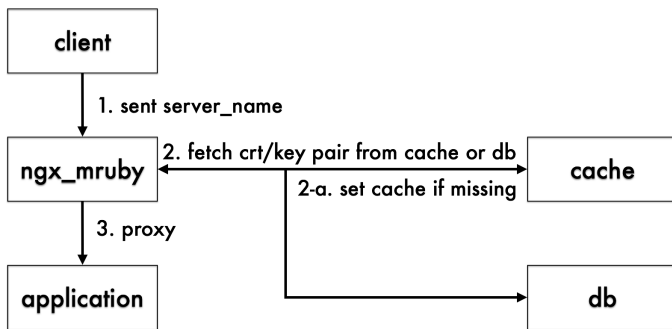 client
1. sent server_name
2. fetch crt/key pair from cache or db
ngx_mruby
cache
2-a. set cache if missing
3. proxy
application
db